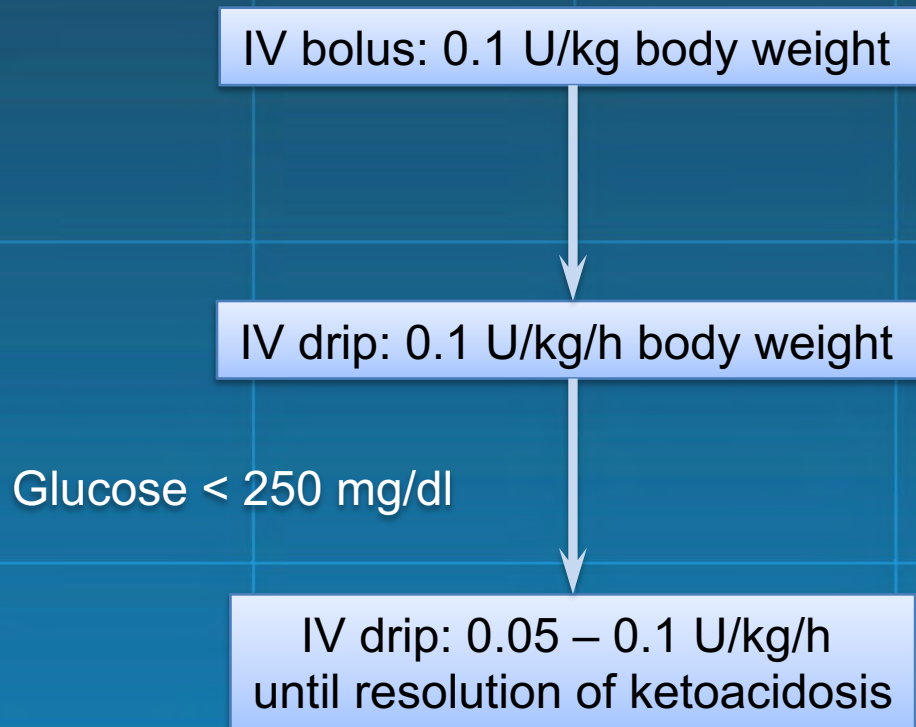 IV bolus: 0.1 U/kg body weight
IV drip: 0.1 U/kg/h body weight
Glucose < 250 mg/dl
IV drip: 0.05 – 0.1 U/kg/h
until resolution of ketoacidosis